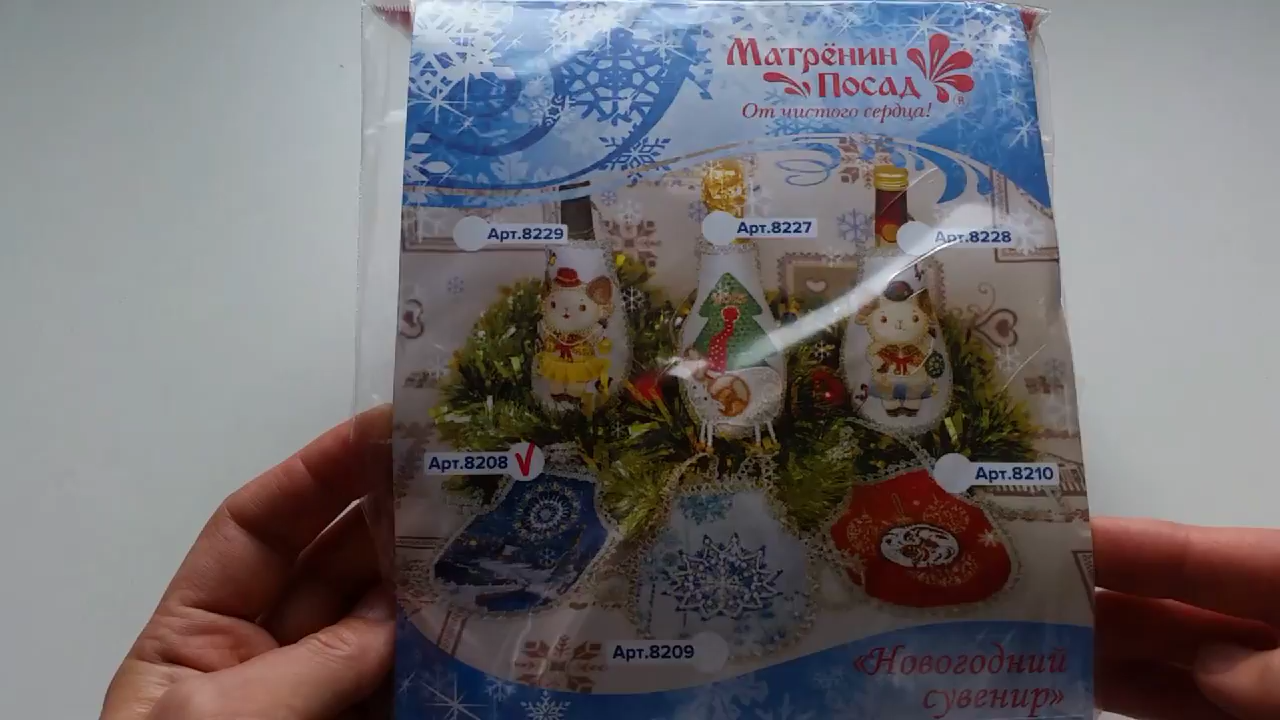 Матрёнин
Посад
®
От чистого сердца!
Арт.8229
Арт.8227
Арт.8228
Арт.8208
Арт.8210
Арт.8209
«Новогодний
сувенир»